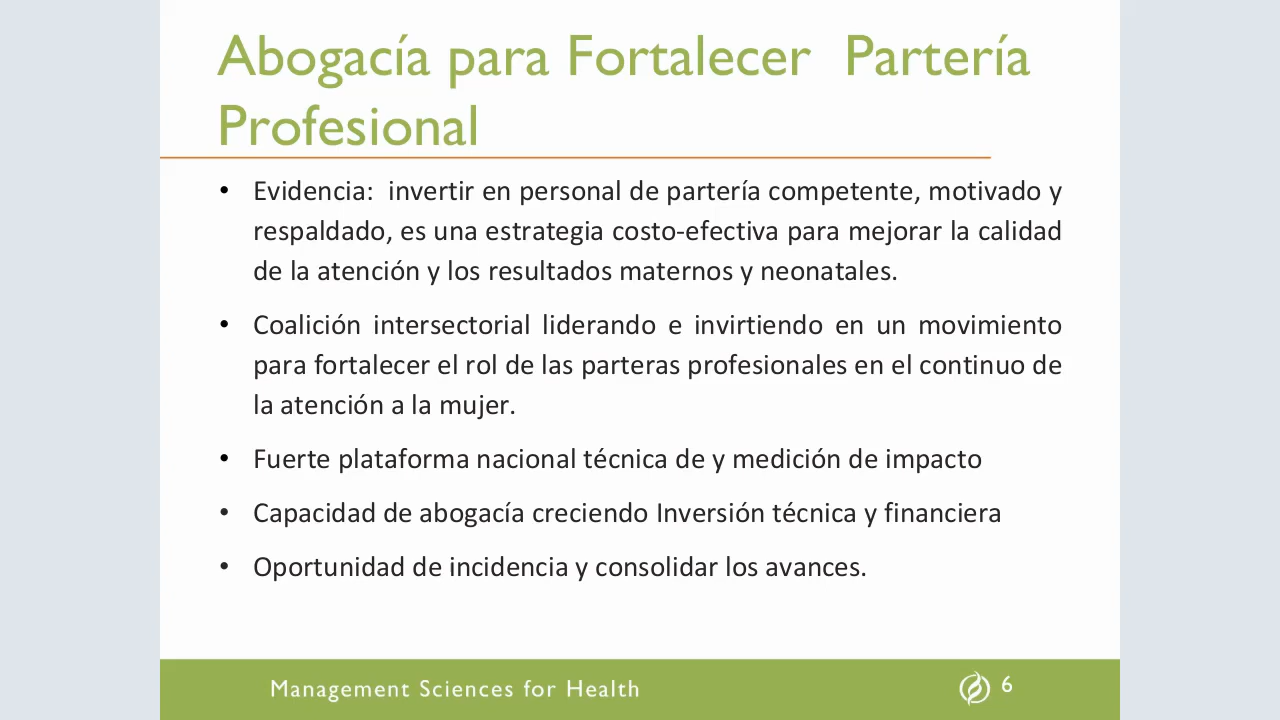 Abogacía para Fortalecer  Partería
Profesional
• Evidencia:  invertir en personal de partería competente, motivado y
respaldado, es una estrategia costo-efectiva para mejorar la calidad
de la atención y los resultados maternos y neonatales.
• Coalición intersectorial liderando e invirtiendo en un movimiento
para fortalecer el rol de las parteras profesionales en el continuo de
la atención a la mujer.
• Fuerte plataforma nacional técnica de y medición de impacto
• Capacidad de abogacía creciendo Inversión técnica y financiera
• Oportunidad de incidencia y consolidar los avances.
Management Sciences for Health
6